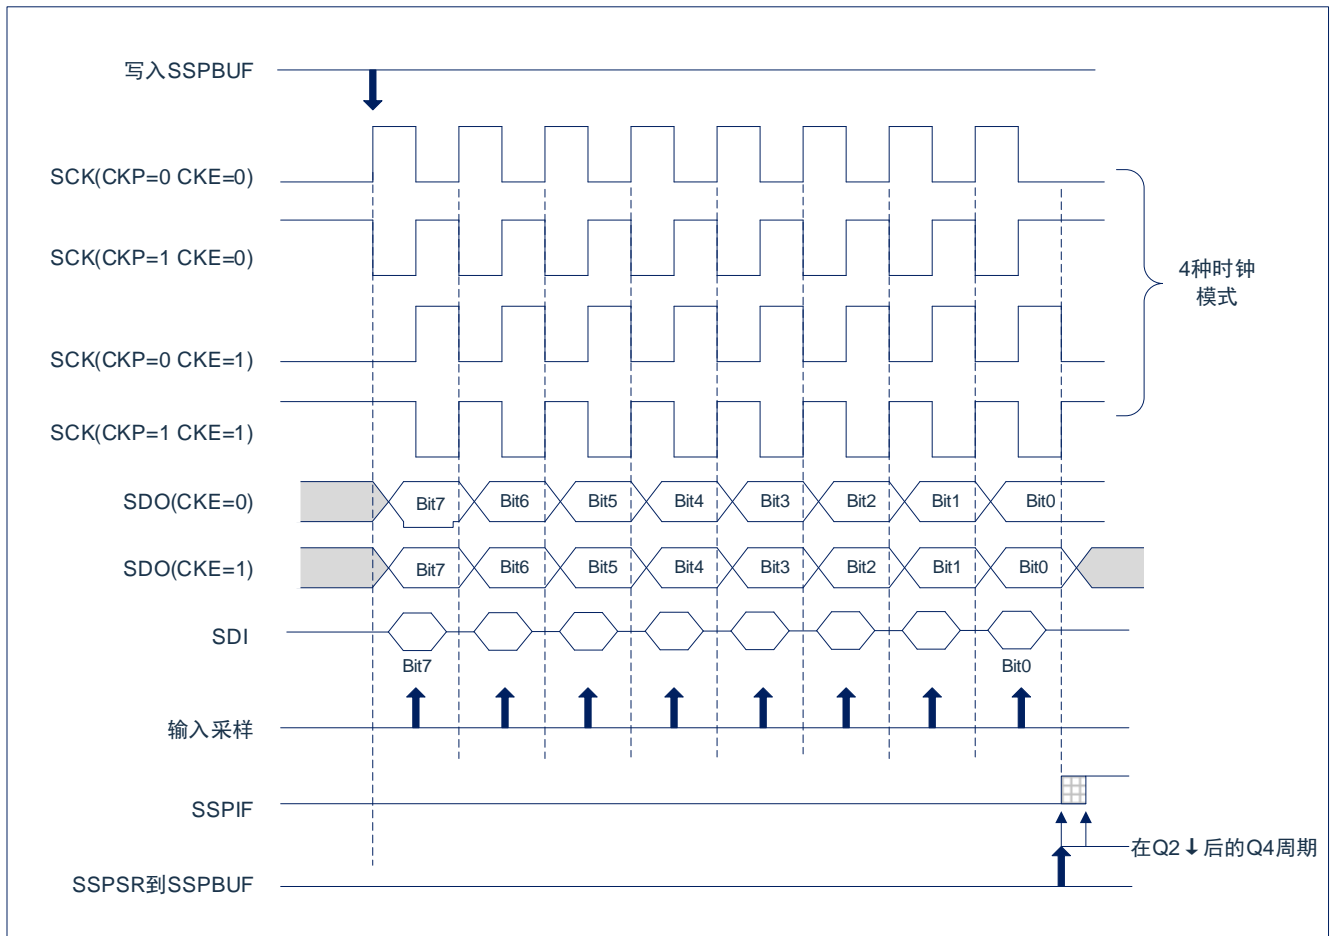 写入SSPBUF
SCK(CKP=0 CKE=0)
SCK(CKP=1 CKE=0)
4种时钟
模式
SCK(CKP=0 CKE=1)
SCK(CKP=1 CKE=1)
SDO(CKE=0)
Bit7 Bit6 Bit5 Bit4 Bit3 Bit2 Bit1 Bit0
SDO(CKE=1)
Bit7 Bit6 Bit5 Bit4 Bit3 Bit2 Bit1 Bit0
SDI
Bit7 Bit0
输入采样
SSPIF
在Q2↓后的Q4周期
SSPSR到SSPBUF